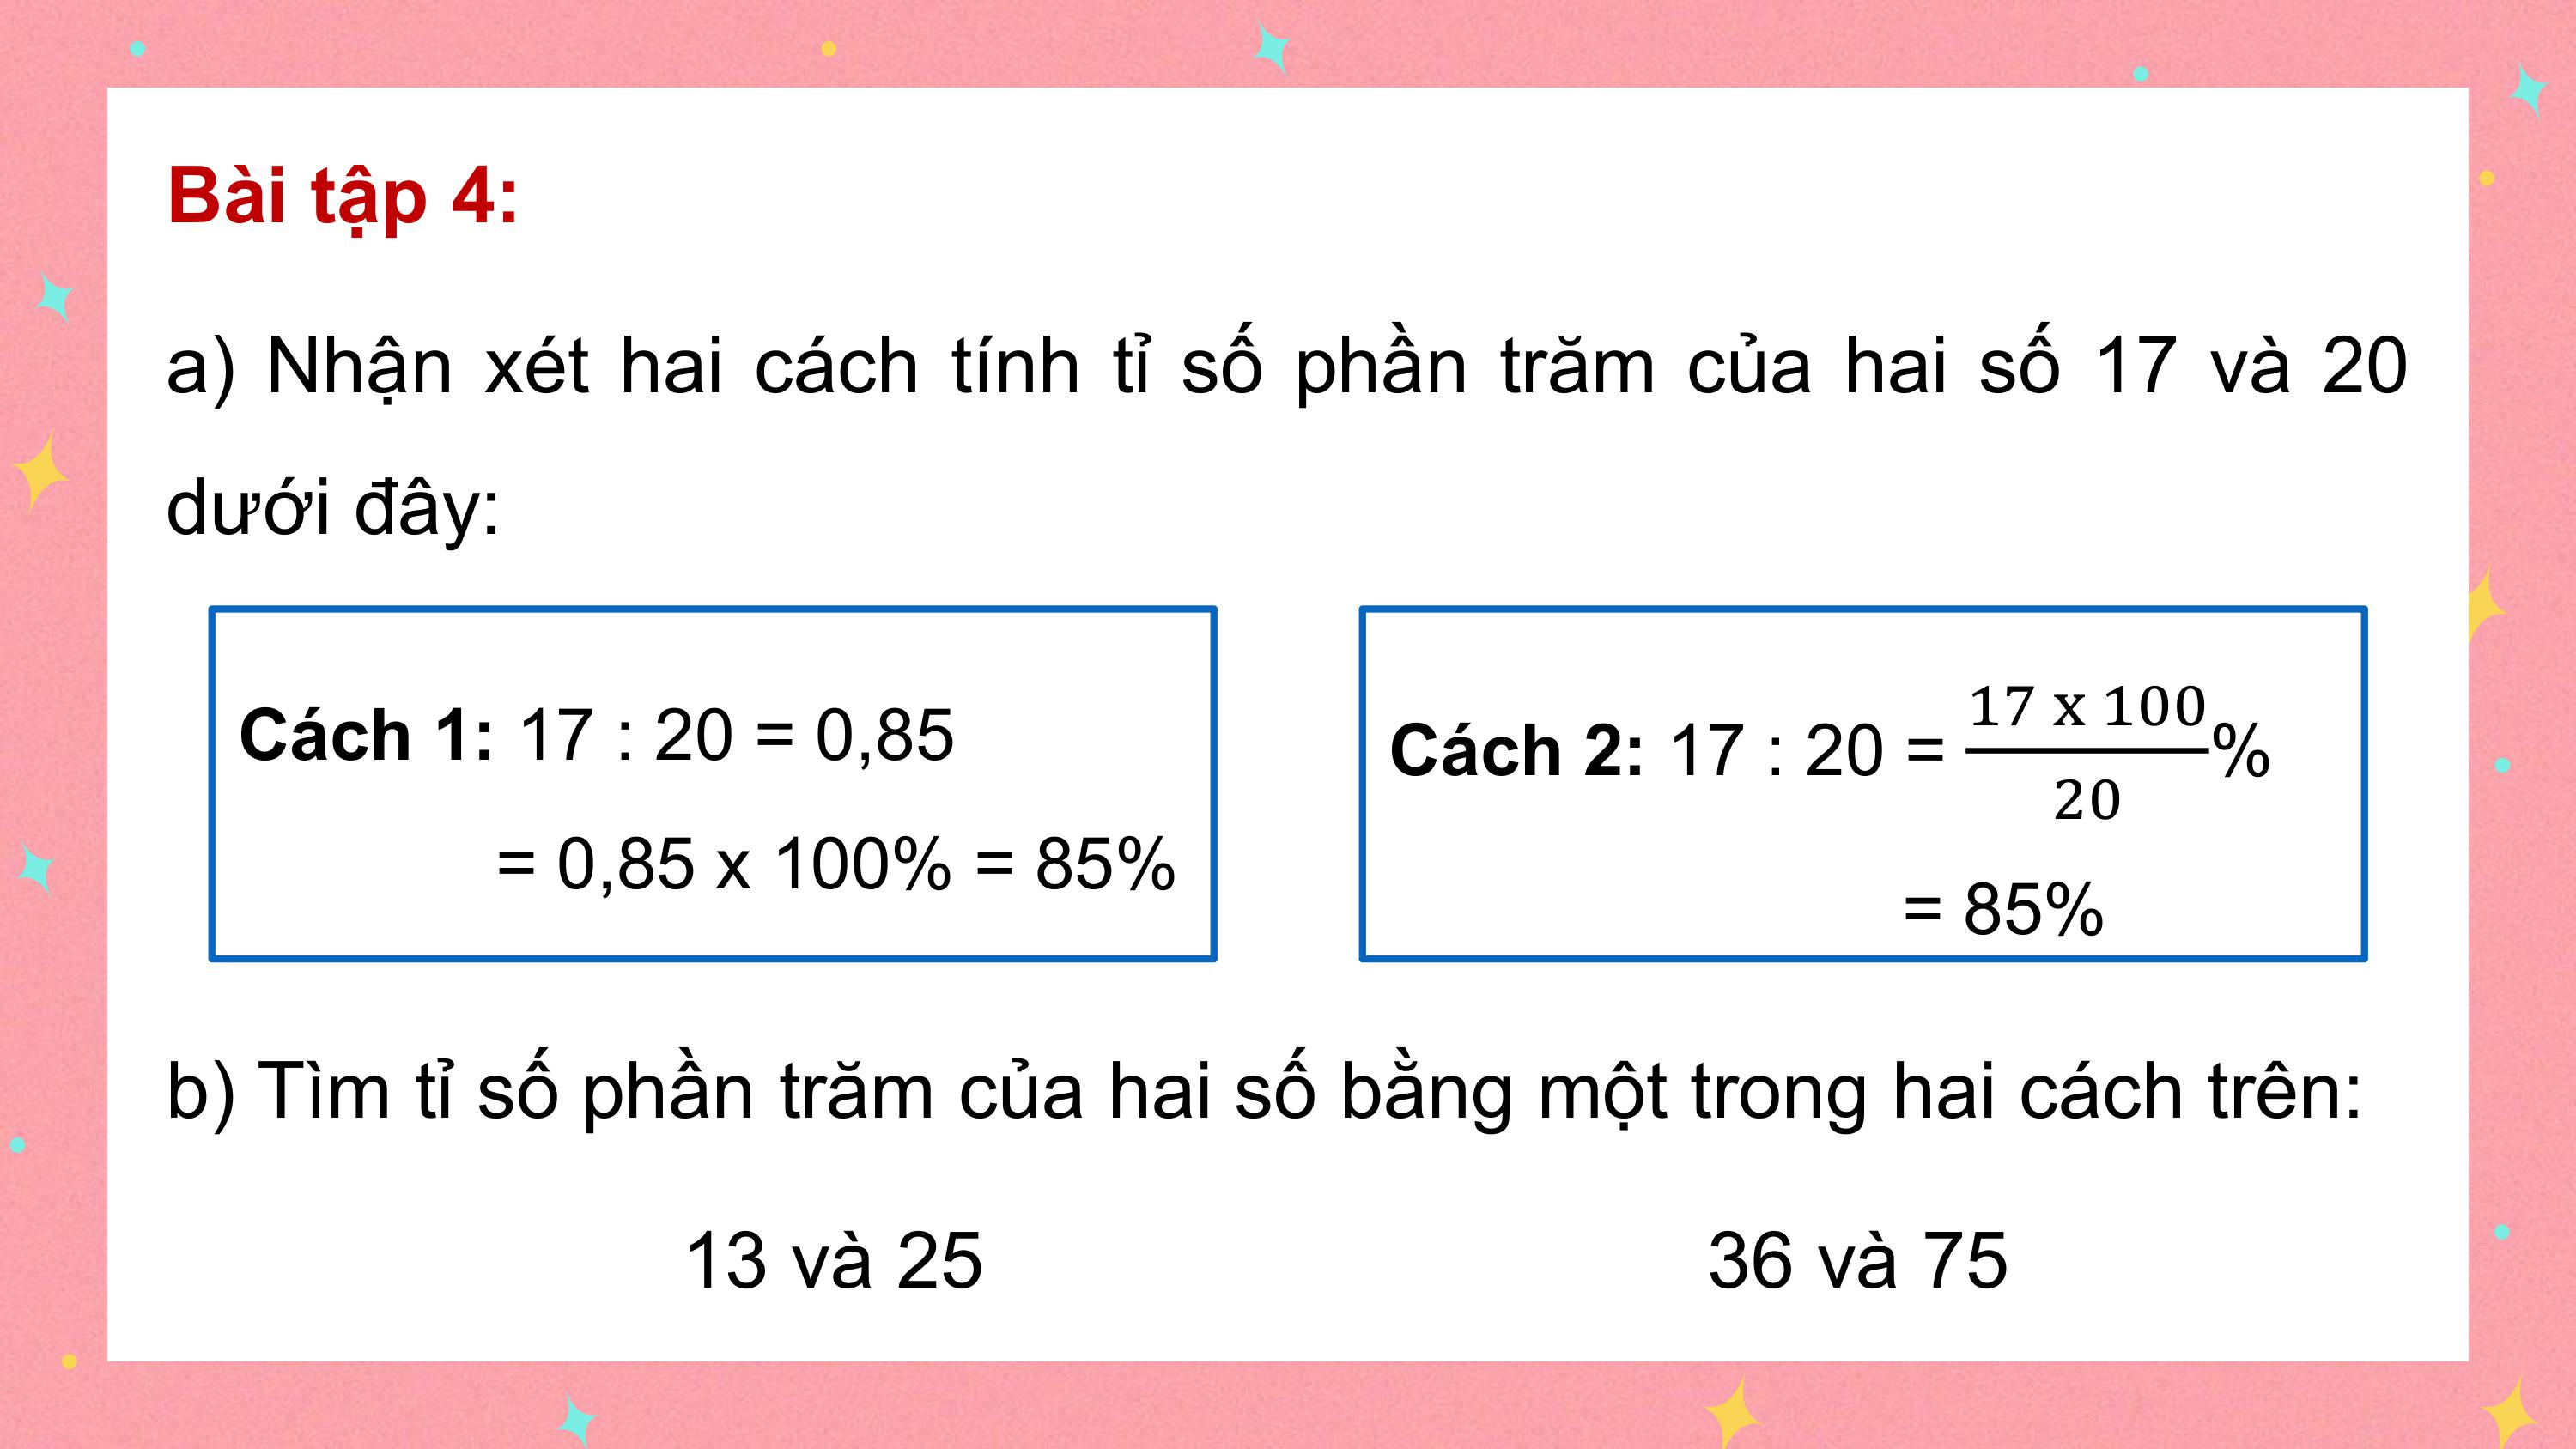 Bài tập 4:
a) Nhận xét hai cách tính tỉ số phần trăm của hai số 17 và 20
dưới đây:
Cách 1: 17 : 20 = 0,85
= 0,85 x 100% = 85%
Cách 2: 17 : 20 = \frac{17 x 100}{20}%
= 85%
b) Tìm tỉ số phần trăm của hai số bằng một trong hai cách trên:
13 và 25 36 và 75